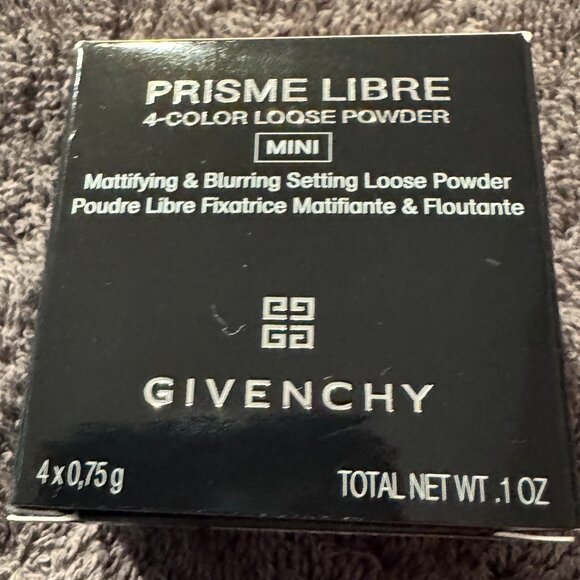 PRISME LIBRE
4-COLOR LOOSE POWDER
MINI
Mattifying & Blurring Setting Loose Powder
Poudre Libre Fixatrice Matifiante & Floutante
GIVENCHY
4 x 0,75 g
TOTAL NET WT .1 OZ